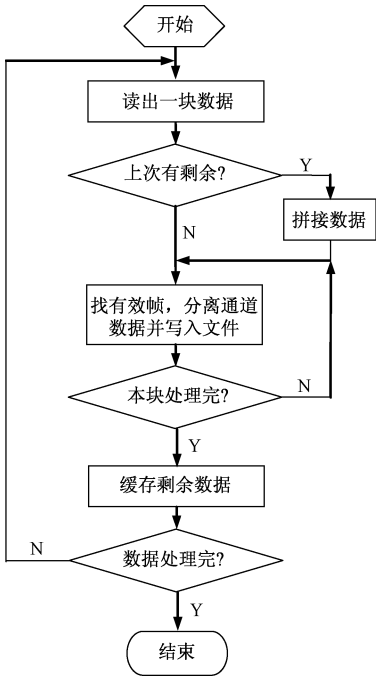 开始
读出一块数据
上次有剩余?
Y
拼接数据
N
找有效帧，分离通道
数据并写入文件
本块处理完?
N
Y
缓存剩余数据
数据处理完?
N
Y
结束